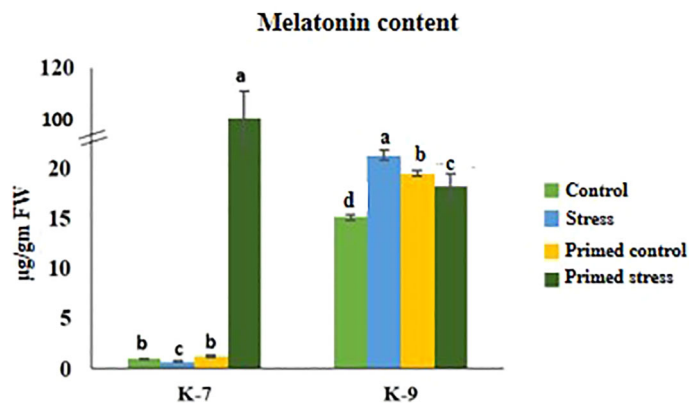 Melatonin content
120
100
20
15
10
5
0
µg/gm FW
b c b a
d a b c
K-7 K-9
Control
Stress
Primed control
Primed stress